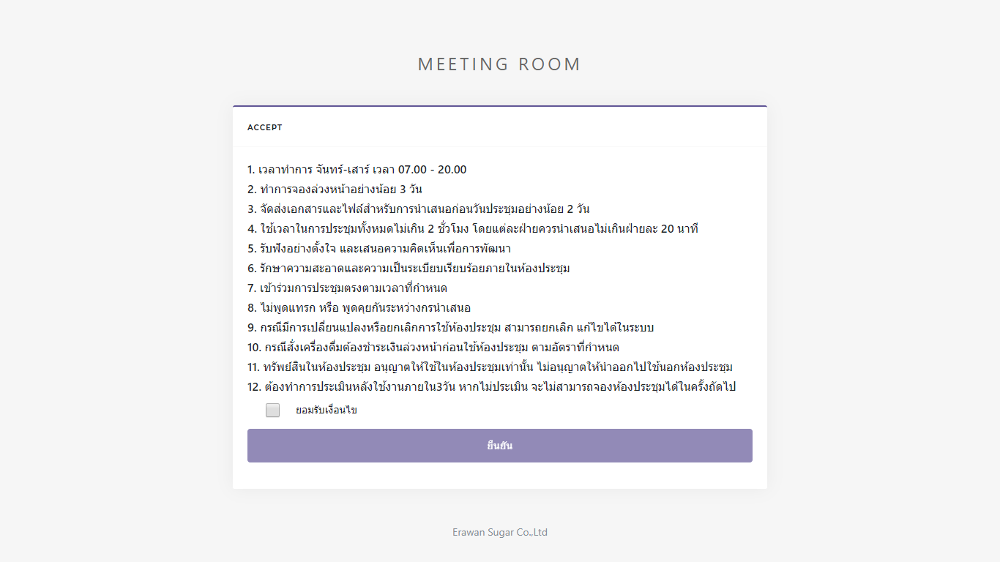 MEETING ROOM
ACCEPT
1. เวลาทำการ จันทร์-เสาร์ เวลา 07.00 - 20.00
2. ทำการจองล่วงหน้าอย่างน้อย 3 วัน
3. จัดส่งเอกสารและไฟล์สำหรับการนำเสนอก่อนวันประชุมอย่างน้อย 2 วัน
4. ใช้เวลาในการประชุมทั้งหมดไม่เกิน 2 ชั่วโมง โดยแต่ละฝ่ายควรนำเสนอไม่เกินฝ่ายละ 20 นาที
5. รับฟังอย่างตั้งใจ และเสนอความคิดเห็นเพื่อการพัฒนา
6. รักษาความสะอาดและความเป็นระเบียบเรียบร้อยภายในห้องประชุม
7. เข้าร่วมการประชุมตรงตามเวลาที่กำหนด
8. ไม่พูดแทรก หรือ พูดคุยกันระหว่างกรนำเสนอ
9. กรณีมีการเปลี่ยนแปลงหรือยกเลิกการใช้ห้องประชุม สามารถยกเลิก แก้ไขได้ในระบบ
10. กรณีสั่งเครื่องดื่มต้องชำระเงินล่วงหน้าก่อนใช้ห้องประชุม ตามอัตราที่กำหนด
11. ทรัพย์สินในห้องประชุม อนุญาตให้ใช้ในห้องประชุมเท่านั้น ไม่อนุญาตให้นำออกไปใช้นอกห้องประชุม
12. ต้องทำการประเมินหลังใช้งานภายใน3วัน หากไม่ประเมิน จะไม่สามารถจองห้องประชุมได้ในครั้งถัดไป
ยอมรับเงื่อนไข
ยืนยัน
Erawan Sugar Co.,Ltd